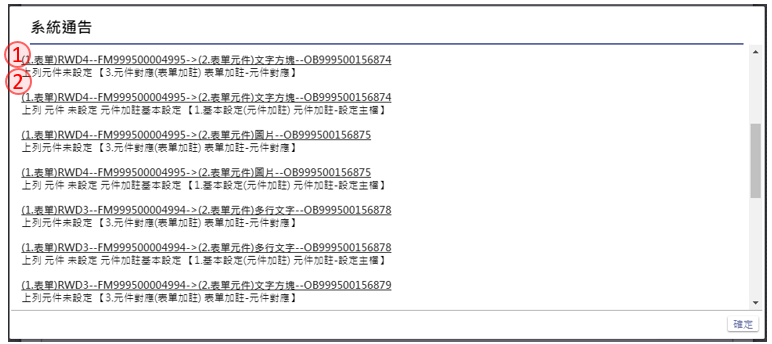 系統通告
1
(1.表單)RWD4--FM999500004995->(2.表單元件)文字方塊--OB999500156874
2
上列元件未設定【3.元件對應(表單加註) 表單加註-元件對應】
(1.表單)RWD4--FM999500004995->(2.表單元件)文字方塊--OB999500156874
上列 元件 未設定 元件加註基本設定 【1.基本設定(元件加註) 元件加註-設定主檔】
(1.表單)RWD4--FM999500004995->(2.表單元件)圖片--OB999500156875
上列元件未設定【3.元件對應(表單加註) 表單加註-元件對應】
(1.表單)RWD4--FM999500004995->(2.表單元件)圖片--OB999500156875
上列 元件 未設定 元件加註基本設定 【1.基本設定(元件加註) 元件加註-設定主檔】
(1.表單)RWD3--FM999500004994->(2.表單元件)多行文字--OB999500156878
上列元件未設定【3.元件對應(表單加註) 表單加註-元件對應】
(1.表單)RWD3--FM999500004994->(2.表單元件)多行文字--OB999500156878
上列 元件 未設定 元件加註基本設定 【1.基本設定(元件加註) 元件加註-設定主檔】
(1.表單)RWD3--FM999500004994->(2.表單元件)文字方塊--OB999500156879
上列元件未設定【3.元件對應(表單加註) 表單加註-元件對應】
確定